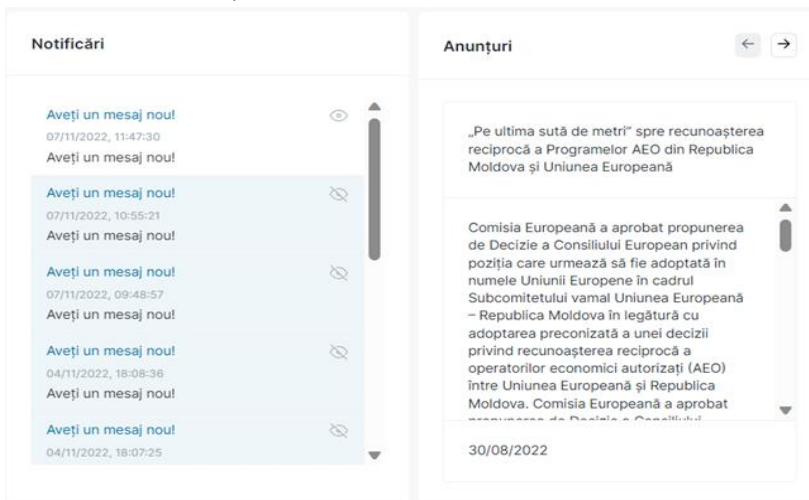 Notificări
Aveți un mesaj nou!
07/11/2022, 11:47:30
Aveți un mesaj nou!
Aveți un mesaj nou!
07/11/2022, 10:55:21
Aveți un mesaj nou!
Aveți un mesaj nou!
07/11/2022, 09:48:57
Aveți un mesaj nou!
Aveți un mesaj nou!
04/11/2022, 18:08:36
Aveți un mesaj nou!
Aveți un mesaj nou!
04/11/2022, 18:07:25
Anunțuri
„Pe ultima sută de metri” spre recunoașterea
reciprocă a Programelor AEO din Republica
Moldova și Uniunea Europeană
Comisia Europeană a aprobat propunerea
de Decizie a Consiliului European privind
poziția care urmează să fie adoptată în
numele Uniunii Europene în cadrul
Subcomitetului vamal Uniunea Europeană
– Republica Moldova în legătură cu
adoptarea preconizată a unei decizii
privind recunoașterea reciprocă a
operatorilor economici autorizați (AEO)
între Uniunea Europeană și Republica
Moldova. Comisia Europeană a aprobat
30/08/2022